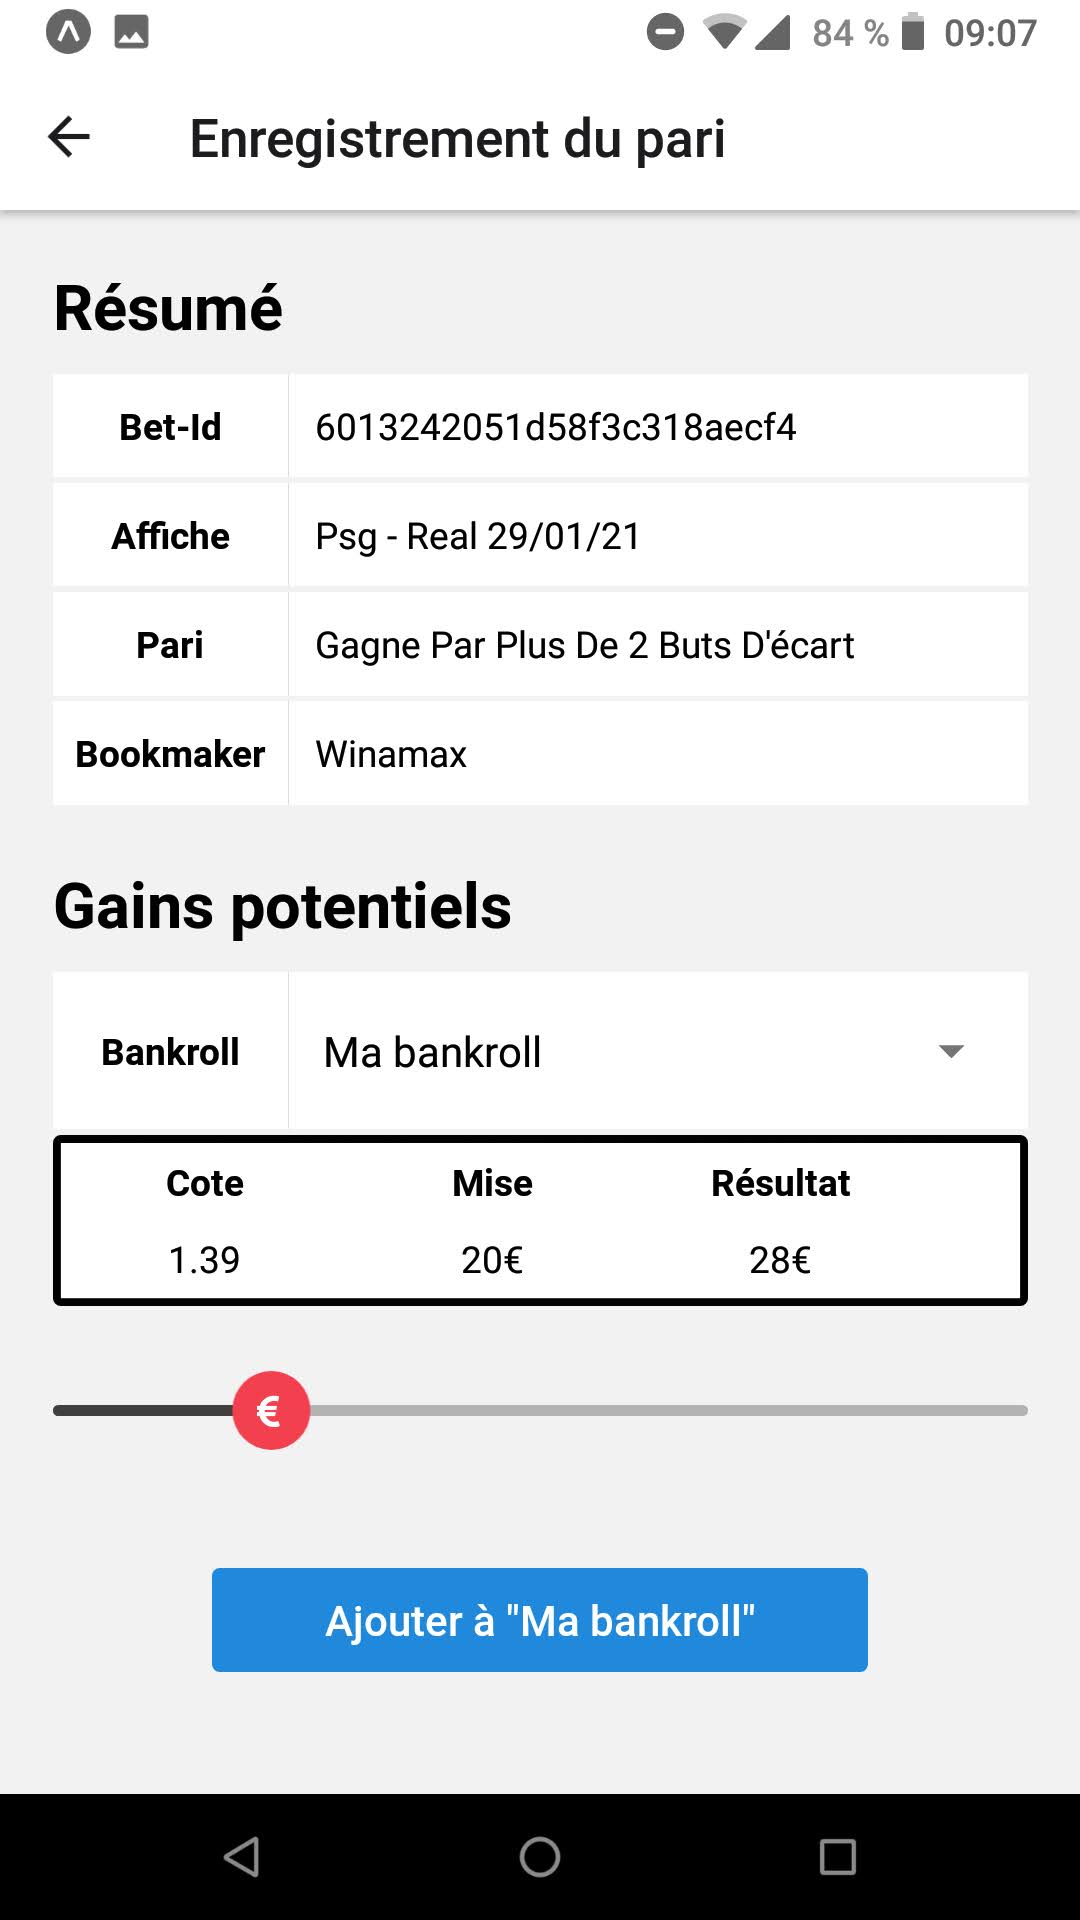 84 % 09:07
Enregistrement du pari
Résumé
Bet-Id 6013242051d58f3c318aecf4
Affiche Psg - Real 29/01/21
Pari Gagne Par Plus De 2 Buts D'écart
Bookmaker Winamax
Gains potentiels
Bankroll Ma bankroll
Cote Mise Résultat
1.39 20€ 28€
€
Ajouter à "Ma bankroll"